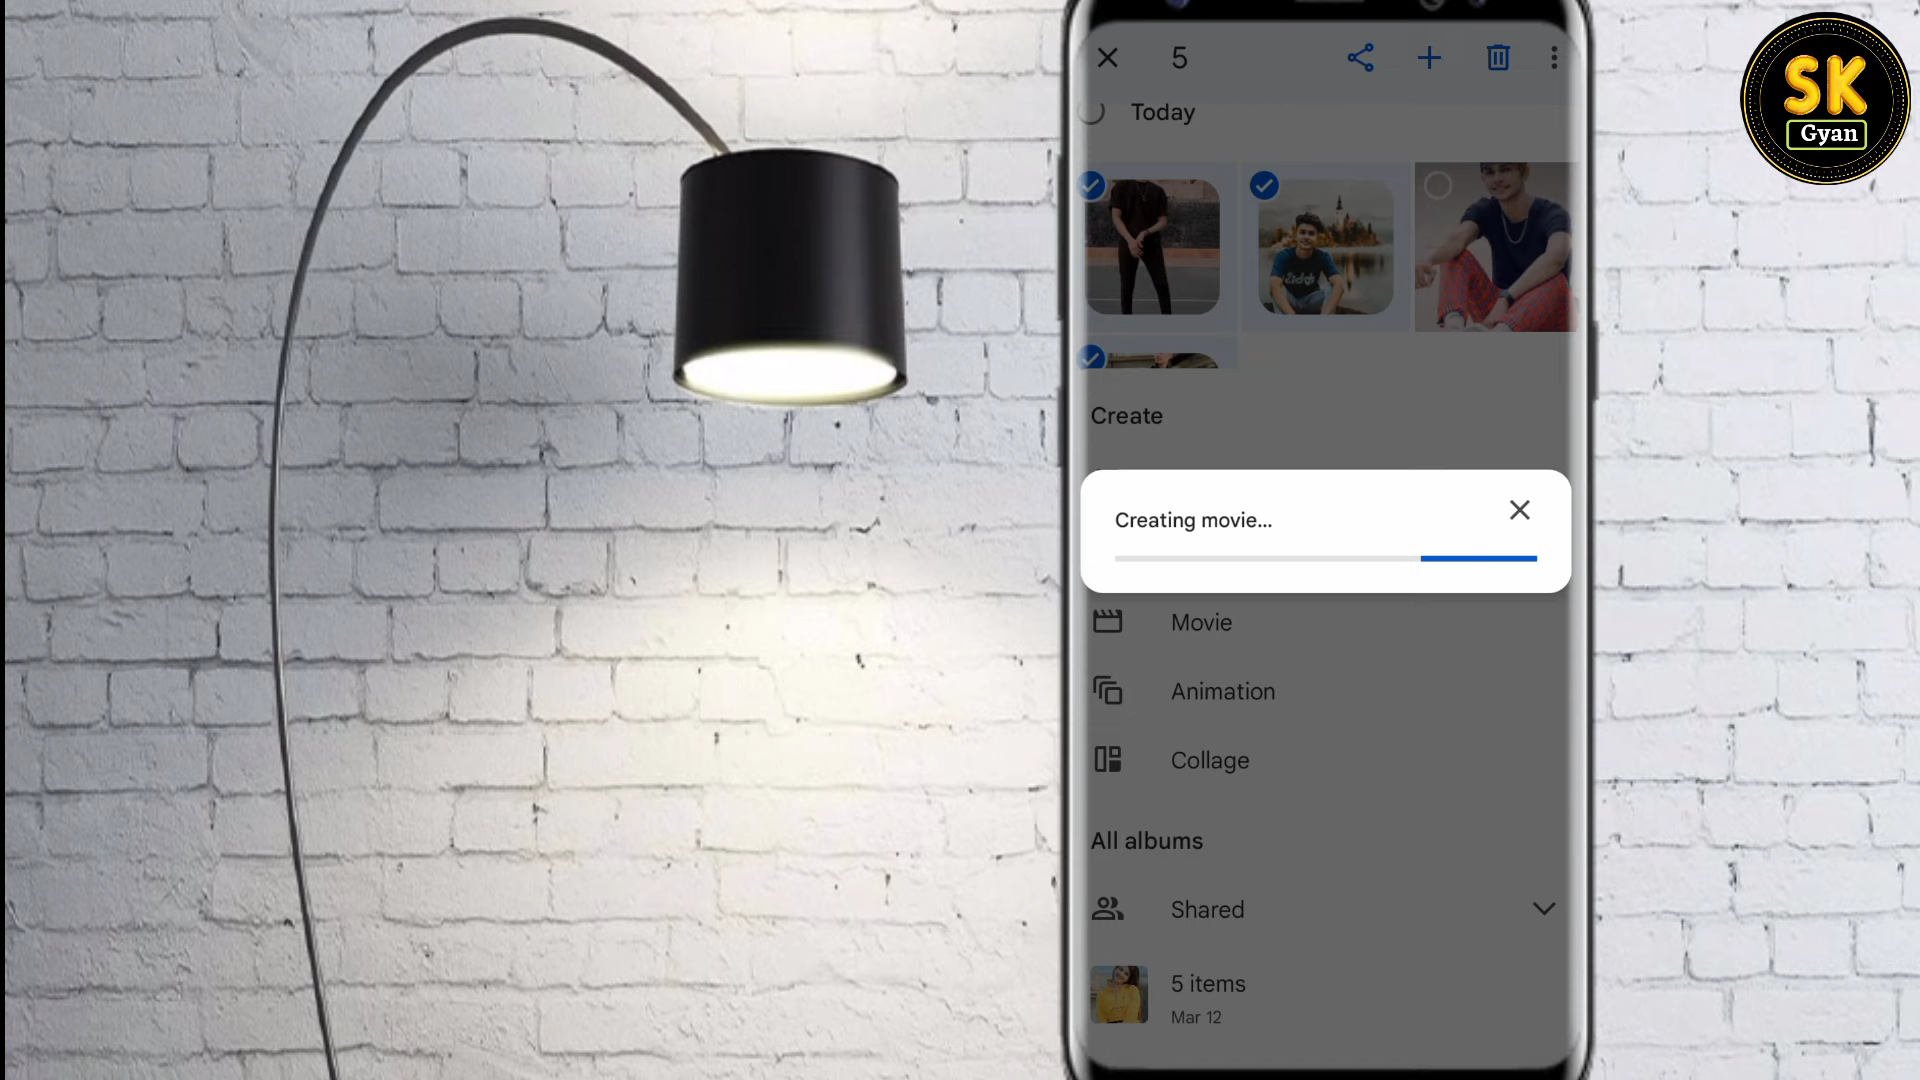 5
Today
Create
Creating movie...
Movie
Animation
Collage
All albums
Shared
5 items
Mar 12
SK
Gyan